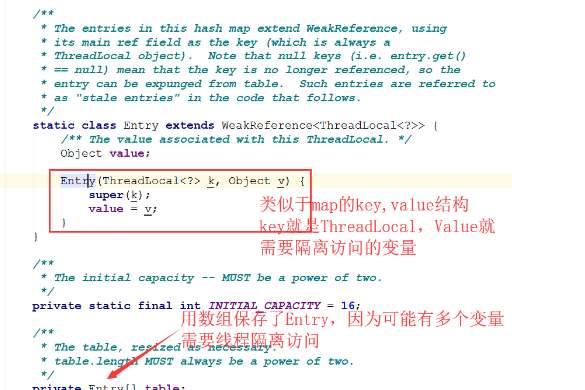 /**
* The entries in this hash map extend WeakReference, using
* its main ref field as the key (which is always a
* ThreadLocal object).  Note that null keys (i.e. entry.get()
* == null) mean that the key is no longer referenced, so the
* entry can be expunged from table.  Such entries are referred to
* as "stale entries" in the code that follows.
*/
static class Entry extends WeakReference<ThreadLocal<?>> {
/** The value associated with this ThreadLocal. */
Object value;
Entry(ThreadLocal<?> k, Object v) {
super(k);
value = v;
}
}
类似于map的key,value结构
key就是ThreadLocal，Value就
需要隔离访问的变量
/**
* The initial capacity -- MUST be a power of two.
*/
private static final int INITIAL_CAPACITY = 16;
用数组保存了Entry，因为可能有多个变量
需要线程隔离访问
/**
* The table, resized as necessary.
* table.length MUST always be a power of two.
*/
private Entry[] table;